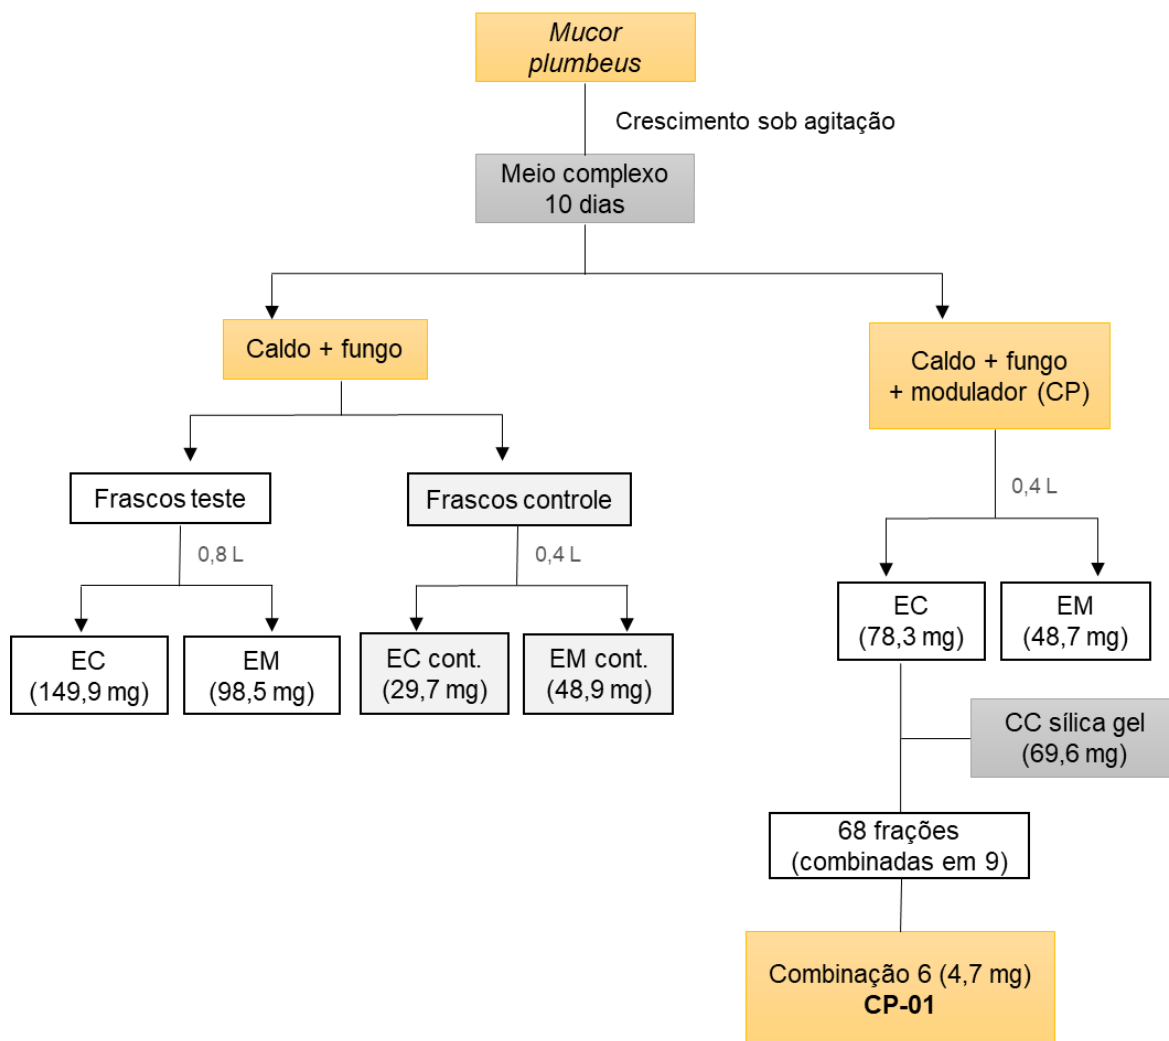 Mucor
plumbeus
Crescimento sob agitação
Meio complexo
10 dias
Caldo + fungo
Caldo + fungo
+ modulador (CP)
Frascos teste
Frascos controle
0,8 L
0,4 L
0,4 L
EC
(149,9 mg)
EM
(98,5 mg)
EC cont.
(29,7 mg)
EM cont.
(48,9 mg)
EC
(78,3 mg)
EM
(48,7 mg)
CC sílica gel
(69,6 mg)
68 frações
(combinadas em 9)
Combinação 6 (4,7 mg)
CP-01